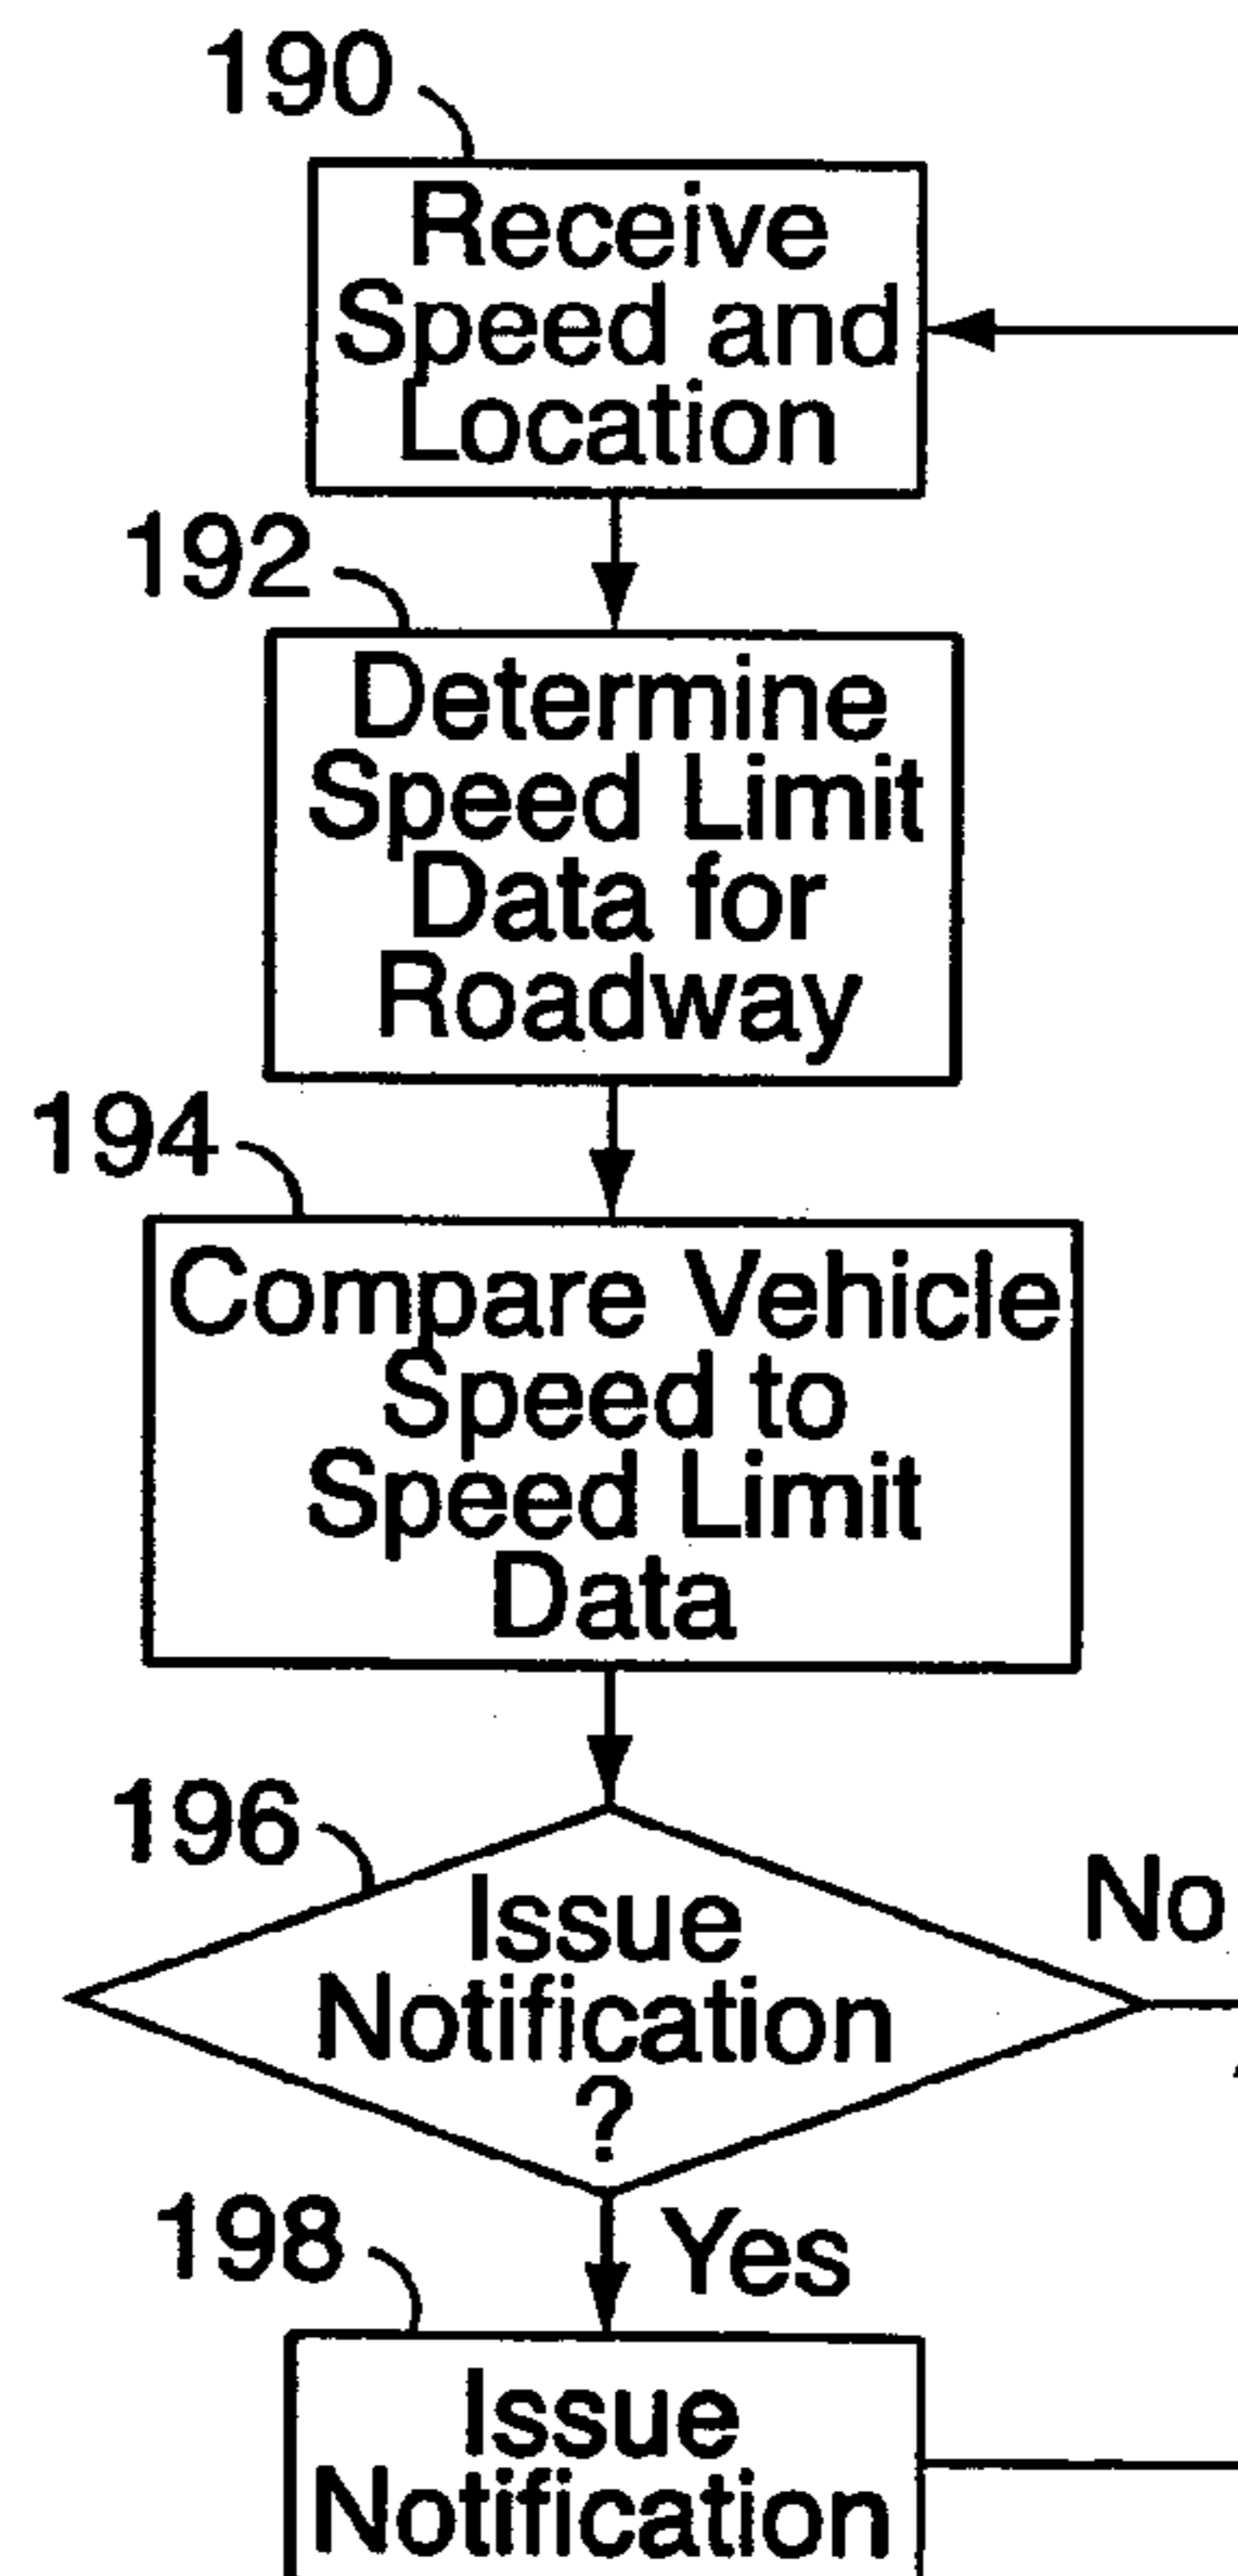 190
Receive
Speed and
Location
192
Determine
Speed Limit
Data for
Roadway
194
Compare Vehicle
Speed to
Speed Limit
Data
196
Issue
Notification
?
No
Yes
198
Issue
Notification